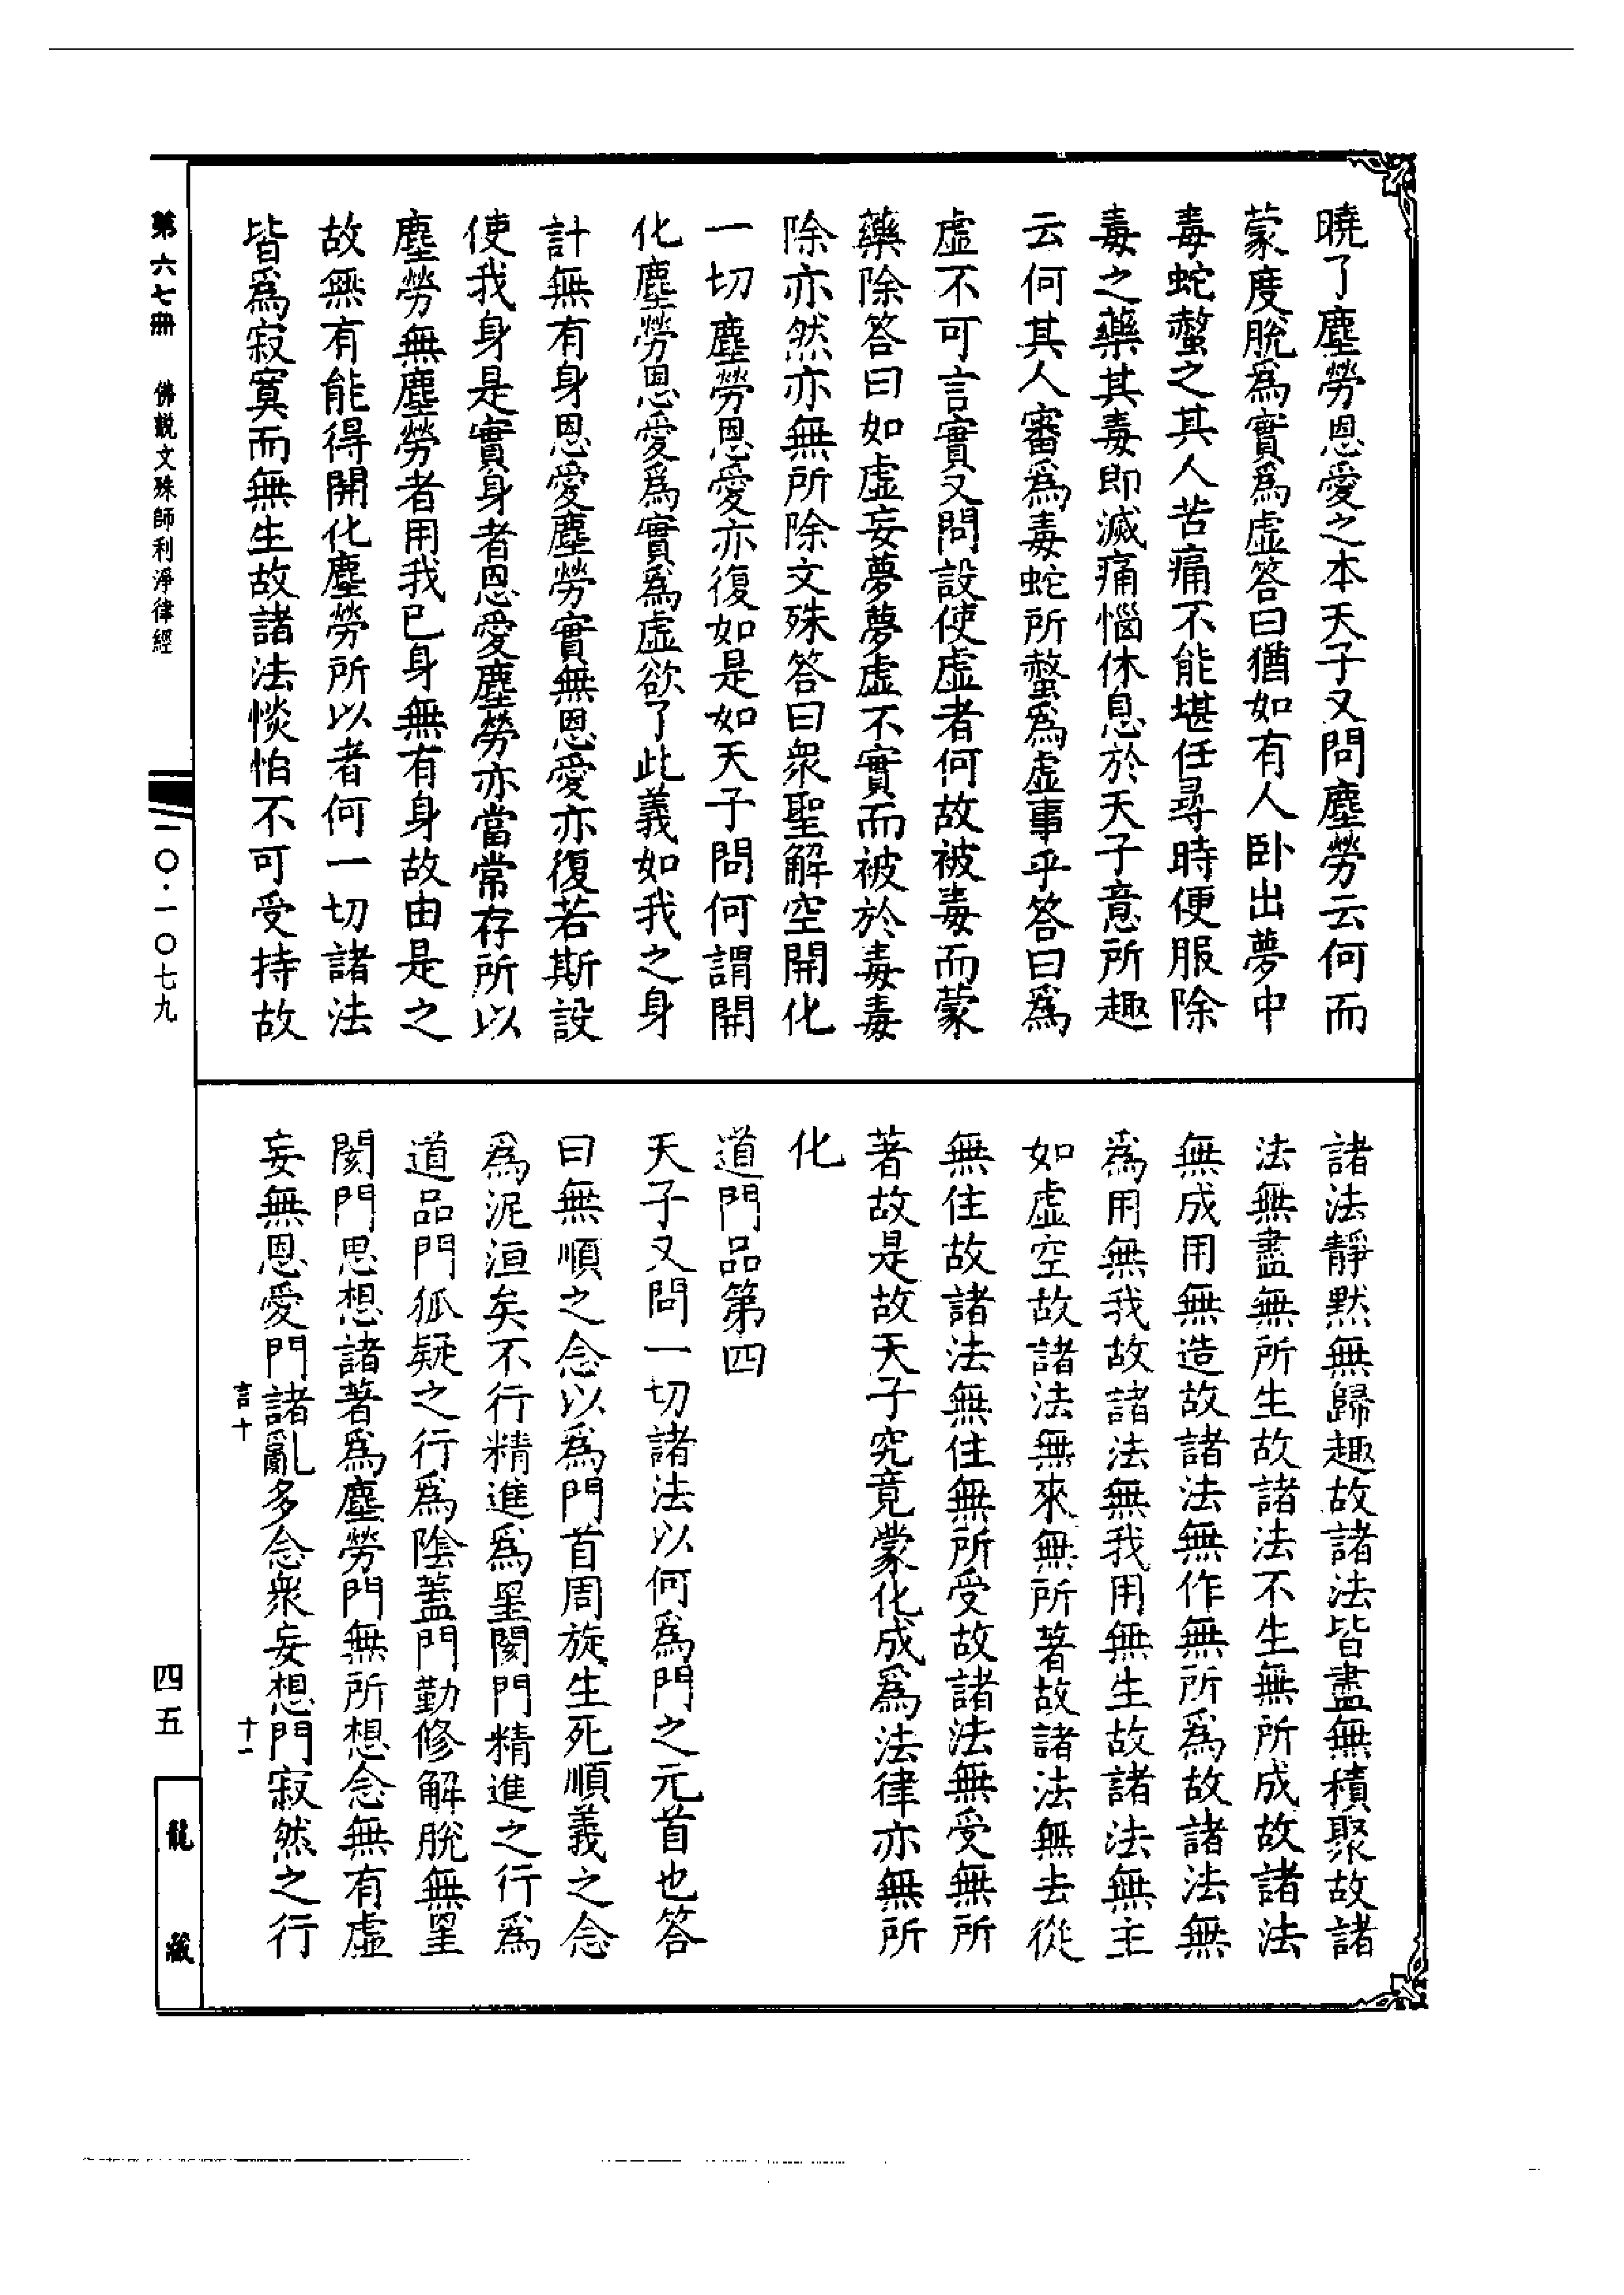 曉了塵勞恩愛之本天子又問塵勞云何而
蒙度脫爲實爲虛答曰猶如有人卧出夢中
毒蛇螫之其人苦痛不能堪任尋時便服除
毒之藥其毒即滅痛惱休息於天子意所趣
云何其人審爲毒蛇所螫爲虛事乎答曰爲
虛不可言實又問設使虛者何故被毒而蒙
藥除答曰如虛妄夢夢虛不實而被於毒毒
除亦然亦無所除文殊答曰衆聖解空開化
一切塵勞恩愛亦復如是如天子問何謂開
化塵勞恩愛爲實爲虛欲了此義如我之身
計無有身恩愛塵勞實無恩愛亦復若斯設
使我身是實身者恩愛塵勞亦當常存所以
塵勞無塵勞者用我已身無有身故由是之
故無有能得開化塵勞所以者何一切諸法
皆爲寂寞而無生故諸法惔怕不可受持故
諸法靜默無歸趣故諸法皆盡無積聚故諸
法無盡無所生故諸法不生無所成故諸法
無成用無造故諸法無作無所爲故諸法無
爲用無我故諸法無我用無生故諸法無主
如虛空故諸法無來無所著故諸法無去從
無住故諸法無住無所受故諸法無受無所
著故是故天子究竟蒙化成爲法律亦無所
化
道門品第四
天子又問一切諸法以何爲門之元首也答
曰無順之念以爲門首周旋生死順義之念
爲泥洹矣不行精進爲罣閡門精進之行爲
道品門狐疑之行爲陰蓋門勤修解脫無罣
閡門思想諸著爲塵勞門無所想念無有虛
妄無恩愛門諸亂多念衆妄想門寂然之行
言十
十一
第六七冊
佛說文殊師利淨律經
一〇·一〇七九
四五
龍藏